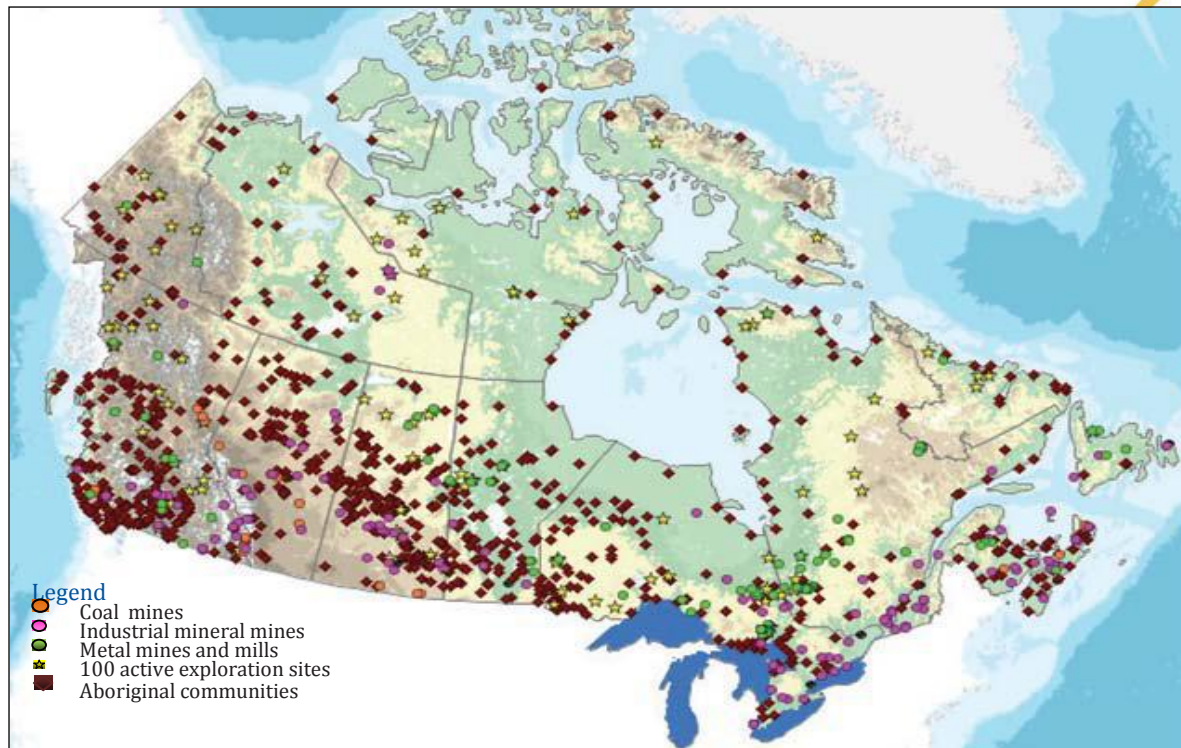 Legend
Coal mines
Industrial mineral mines
Metal mines and mills
100 active exploration sites
Aboriginal communities